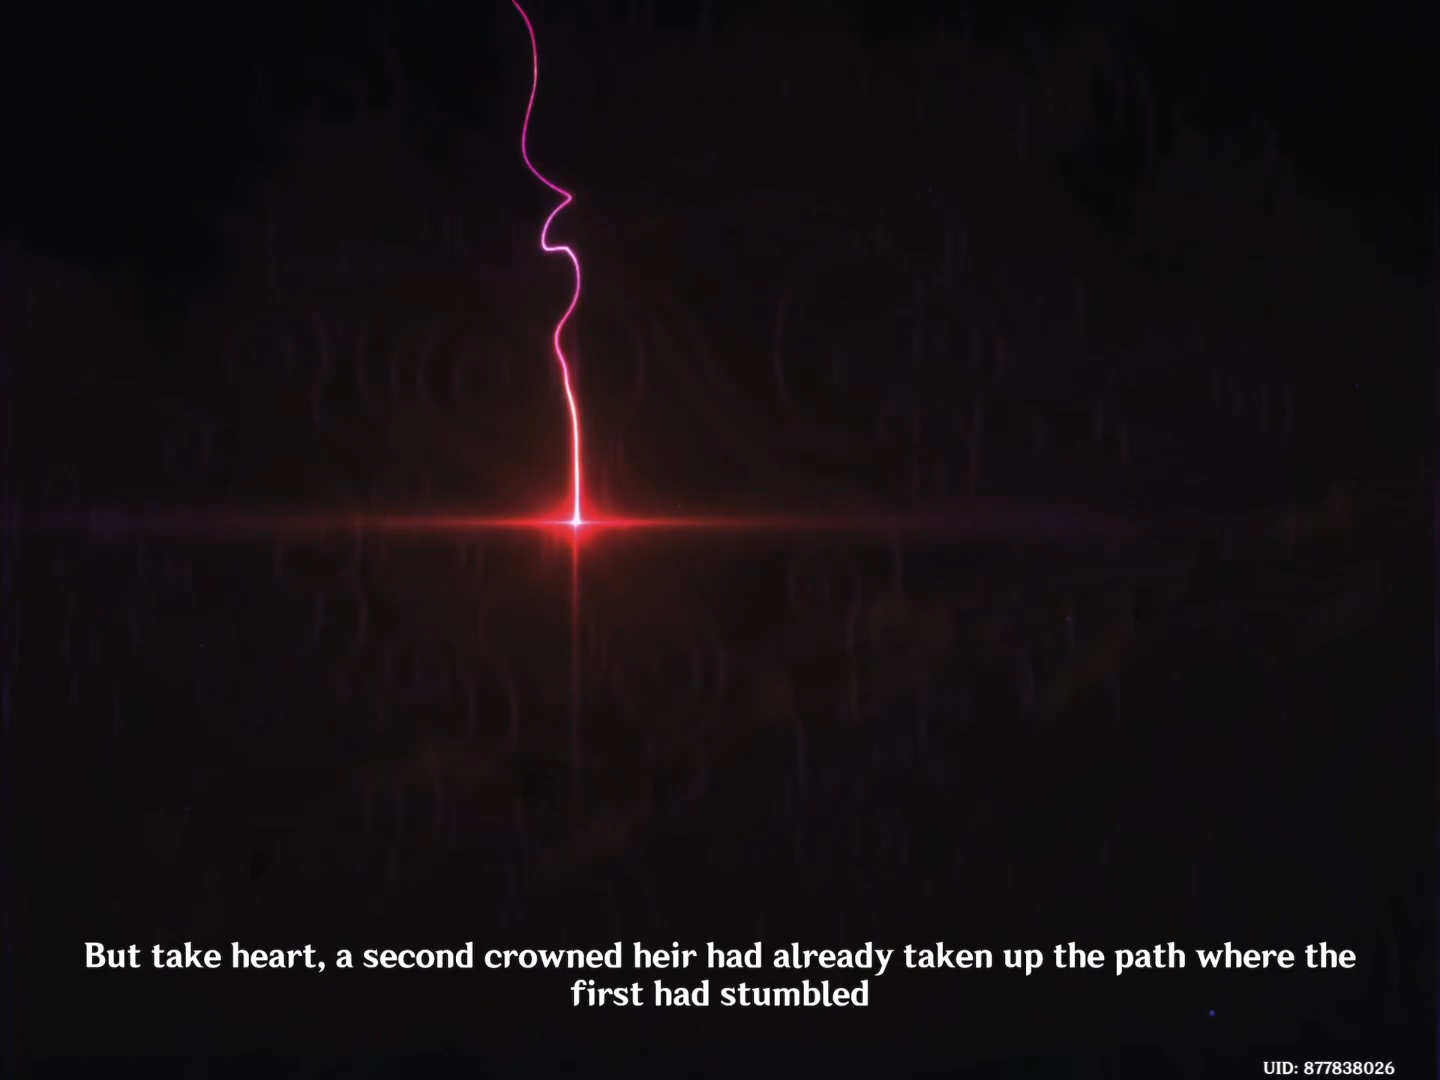 But take heart, a second crowned heir had already taken up the path where the
first had stumbled
UID: 877838026